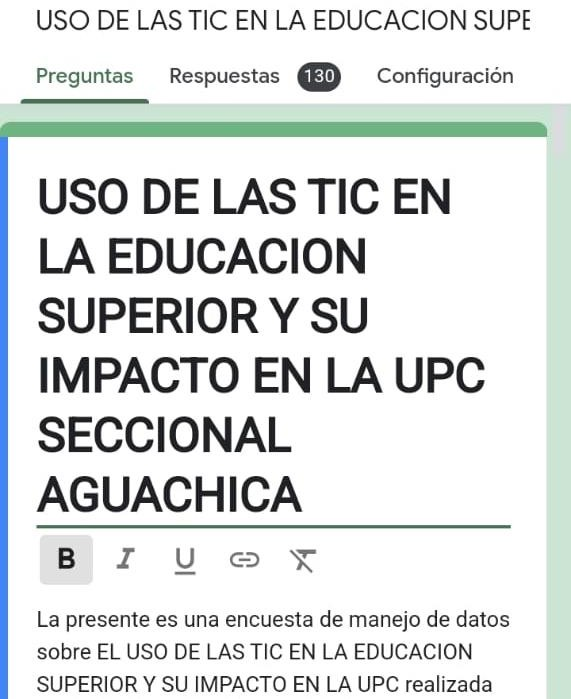 USO DE LAS TIC EN LA EDUCACION SUPE
Preguntas Respuestas 130 Configuración
USO DE LAS TIC EN
LA EDUCACION
SUPERIOR Y SU
IMPACTO EN LA UPC
SECCIONAL
AGUACHICA
B I U
La presente es una encuesta de manejo de datos
sobre EL USO DE LAS TIC EN LA EDUCACION
SUPERIOR Y SU IMPACTO EN LA UPC realizada